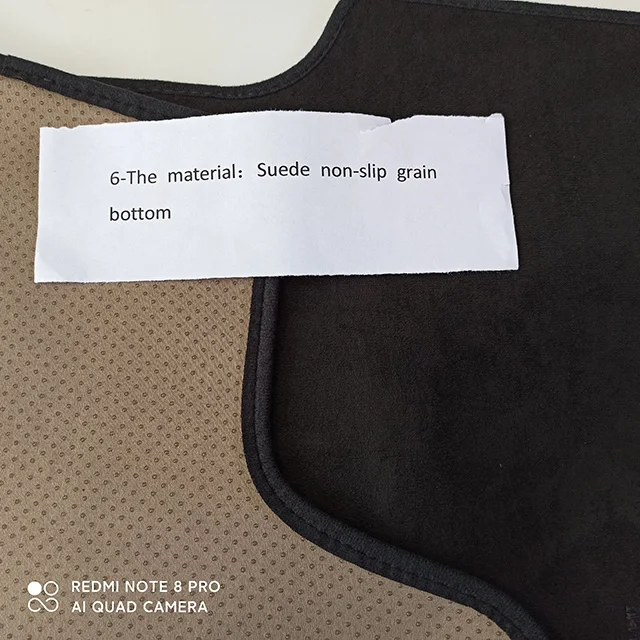 6-The material: Suede non-slip grain
bottom
REDMI NOTE 8 PRO
AI QUAD CAMERA